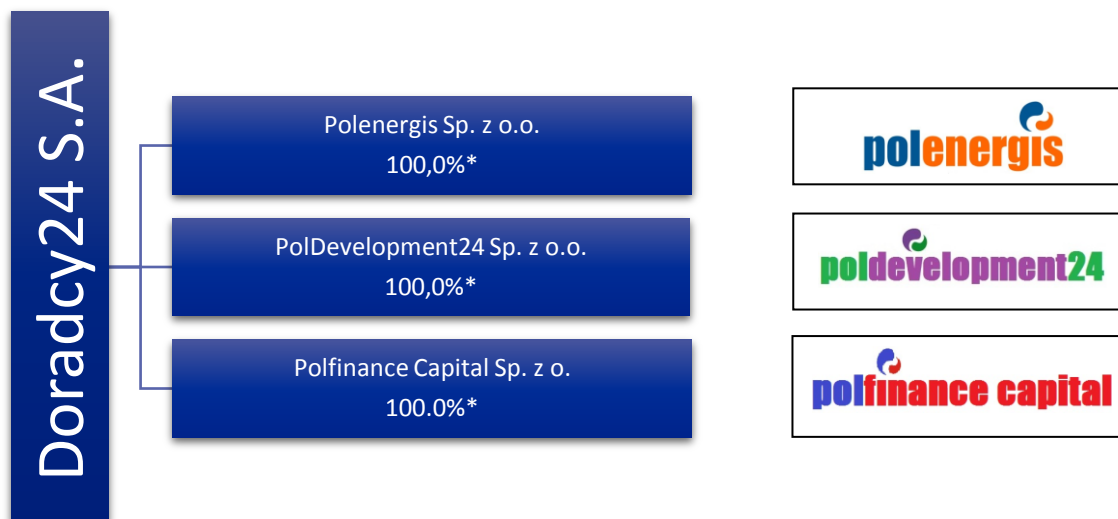 Doradcy24 S.A.
Polenergis Sp. z o.o.
100,0%*
polenergis
PolDevelopment24 Sp. z o.o.
100,0%*
poldevelopment24
Polfinance Capital Sp. z o.
100.0%*
polfinance capital